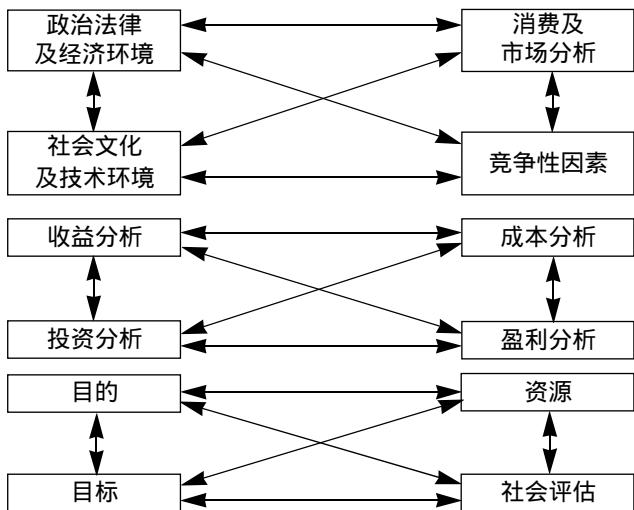 政治法律
及经济环境
消费及
市场分析
社会文化
及技术环境
竞争性因素
收益分析
成本分析
投资分析
盈利分析
目的
资源
目标
社会评估